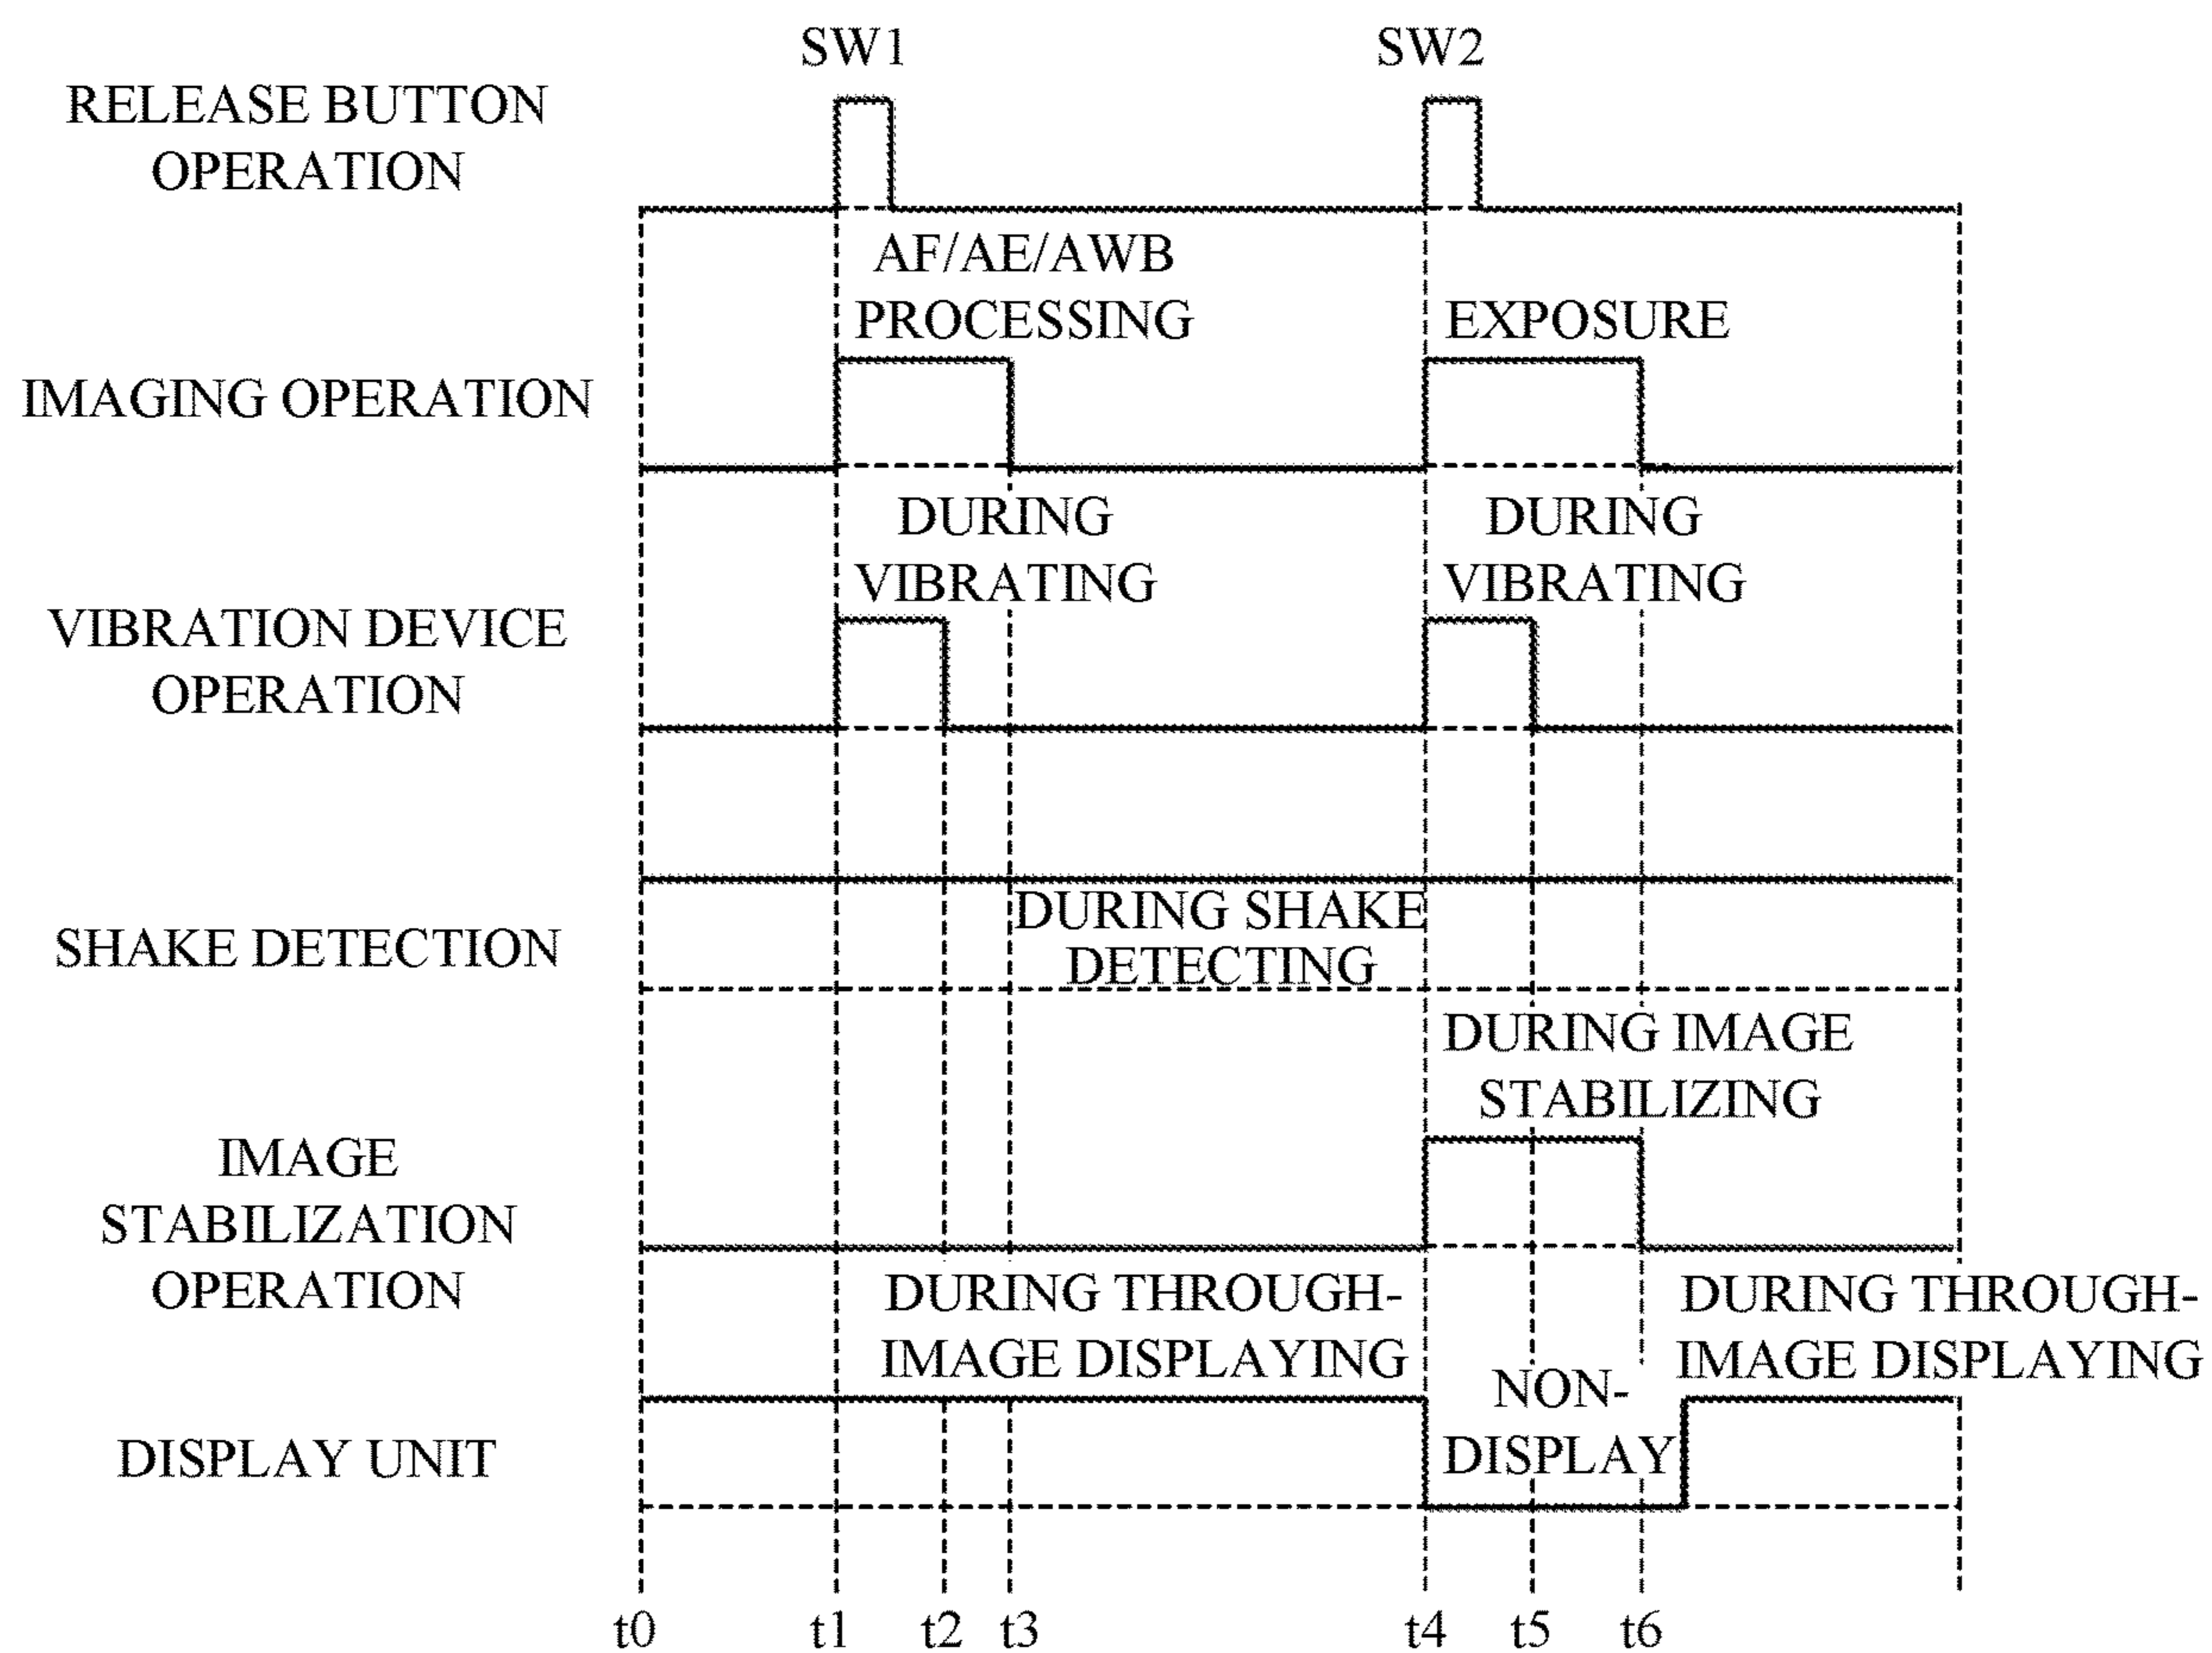 SW1
SW2
RELEASE BUTTON
OPERATION
AF/AE/AWB
PROCESSING
EXPOSURE
IMAGING OPERATION
DURING
VIBRATING
DURING
VIBRATING
VIBRATION DEVICE
OPERATION
DURING SHAKE
DETECTING
SHAKE DETECTION
DURING IMAGE
STABILIZING
IMAGE
STABILIZATION
OPERATION
DURING THROUGH-
IMAGE DISPLAYING
DURING THROUGH-
IMAGE DISPLAYING
NON-
DISPLAY
DISPLAY UNIT
t0
t1
t2
t3
t4
t5
t6